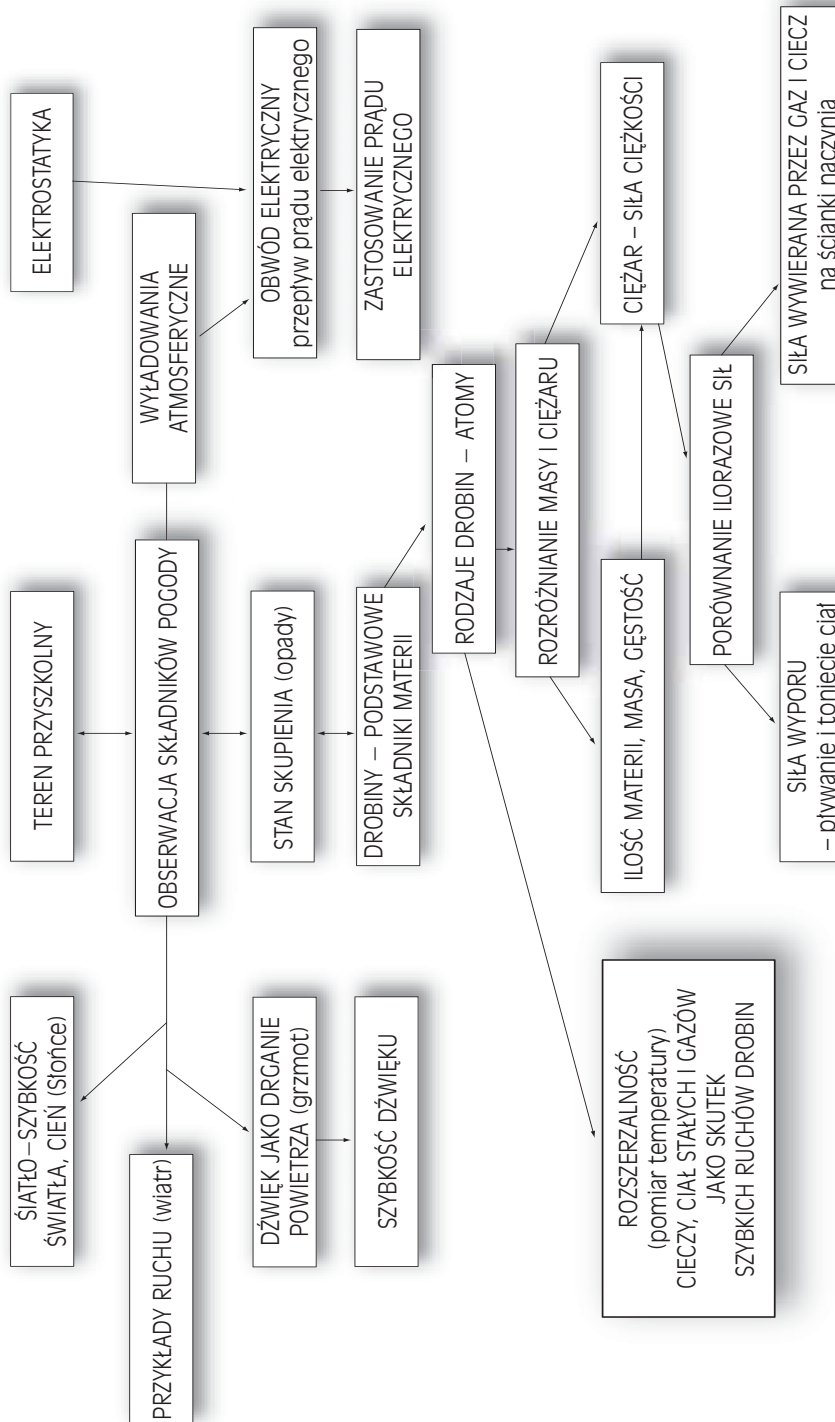 ŚIATŁO–SZYBKOŚĆ
ŚWIATŁA, CIEŃ (Słońce)
TEREN PRZYSZKOLNY
ELEKTROSTATYKA
PRZYKŁADY RUCHU (wiatr)
OBSERWACJA SKŁADNIKÓW POGODY
WYŁADOWANIA
ATMOSFERYCZNE
DŹWIĘK JAKO DRGANIE
POWIETRZA (grzmot)
STAN SKUPIENIA (opady)
OBWÓD ELEKTRYCZNY
przepływ prądu elektrycznego
SZYBKOŚĆ DŹWIĘKU
DROBINY – PODSTAWOWE
SKŁADNIKI MATERII
ZASTOSOWANIE PRĄDU
ELEKTRYCZNEGO
RODZAJE DROBIN – ATOMY
ROZRÓŻNIANIE MASY I CIĘŻARU
ROZSZERZALNOŚĆ
(pomiar temperatury)
CIECZY, CIAŁ STAŁYCH I GAZÓW
JAKO SKUTEK
SZYBKICH RUCHÓW DROBIN
ILOŚĆ MATERII, MASA, GĘSTOŚĆ
CIĘŻAR – SIŁA CIĘŻKOŚCI
PORÓWNANIE ILORAZOWE SIŁ
SIŁA WYPORU
– pływanie i tonięcie ciał
SIŁA WYWIERANA PRZEZ GAZ I CIECZ
na ścianki naczynia